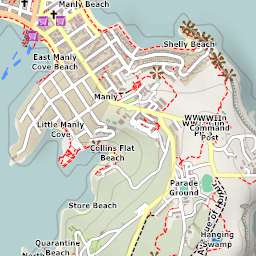 Manly Beach
Shelly Beach
East Manly
Cove Beach
Manly
Little Manly
Cove
Collins Flat
Beach
Command
Post
Parade
Ground
Store Beach
Quarantine
Beach
Hanging
Swamp